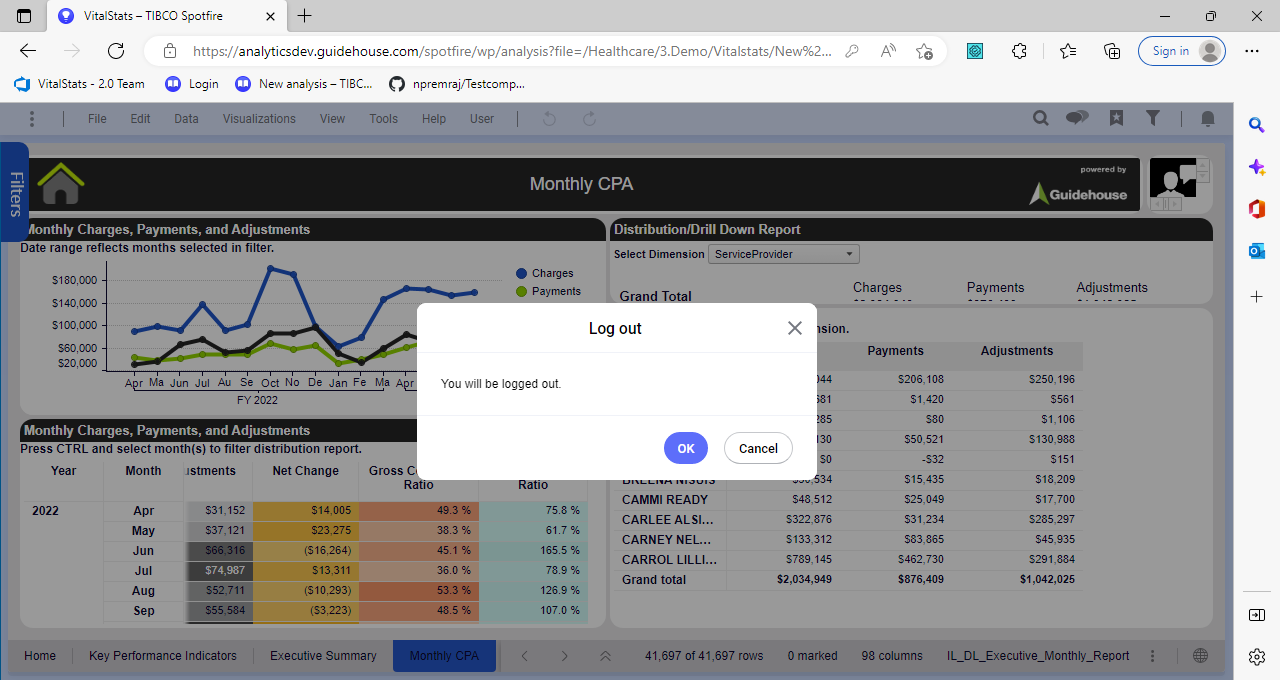 VitalStats – TIBCO Spotfire
https://analyticsdev.guidehouse.com/spotfire/wp/analysis?file=/Healthcare/3.Demo/Vitalstats/New%2...
Sign in
VitalStats - 2.0 Team
Login
New analysis – TIBC...
npremraj/Testcomp...
File Edit Data Visualizations View Tools Help User
Filters
Monthly CPA
powered by
Guidehouse
Monthly Charges, Payments, and Adjustments
Date range reflects months selected in filter.
Charges
Payments
$180,000
$140,000
$100,000
$60,000
$20,000
Apr Ma Jun Jul Au Se Oct No De Jan Fe Ma Apr
FY 2022
Distribution/Drill Down Report
Select Dimension ServiceProvider
Charges Payments Adjustments
Grand Total
nsion.
Payments Adjustments
044 $206,108 $250,196
681 $1,420 $561
285 $80 $1,106
130 $50,521 $130,988
$0 -$32 $151
$15,435 $18,209
CAMMI READY $48,512 $25,049 $17,700
CARLEE ALSI... $322,876 $31,234 $285,297
CARNEY NEL... $133,312 $83,865 $45,935
CARROL LILLI... $789,145 $462,730 $291,884
Grand total $2,034,949 $876,409 $1,042,025
Log out
You will be logged out.
OK Cancel
Monthly Charges, Payments, and Adjustments
Press CTRL and select month(s) to filter distribution report.
Year Month ustments Net Change Gross Co
Ratio Ratio
2022 Apr $31,152 $14,005 49.3 % 75.8 %
May $37,121 $23,275 38.3 % 61.7 %
Jun $66,316 ($16,264) 45.1 % 165.5 %
Jul $74,987 $13,311 36.0 % 78.9 %
Aug $52,711 ($10,293) 53.3 % 126.9 %
Sep $55,584 ($3,223) 48.5 % 107.0 %
Home Key Performance Indicators Executive Summary Monthly CPA
41,697 of 41,697 rows 0 marked 98 columns IL_DL_Executive_Monthly_Report